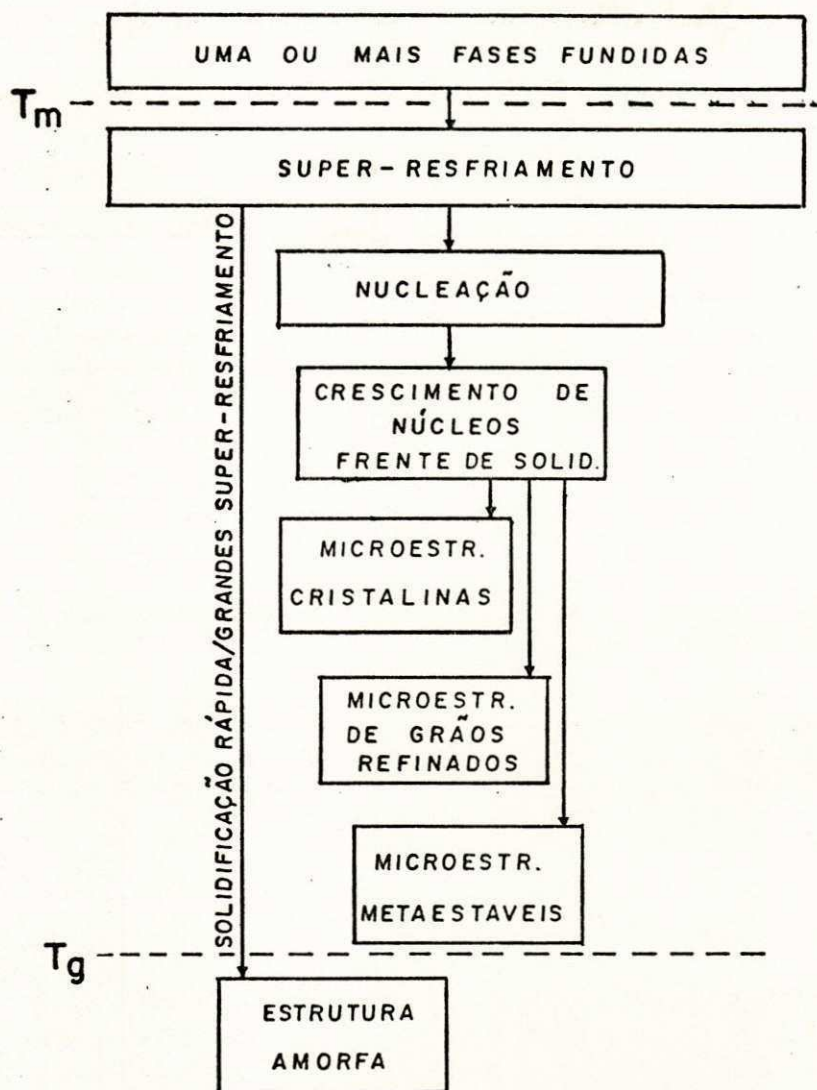 UMA OU MAIS FASES FUNDIDAS
Tm
SUPER-RESFRIAMENTO
SOLIDIFICAÇÃO RÁPIDA/GRANDES SUPER-RESFRIAMENTO
NUCLEAÇÃO
CRESCIMENTO DE
NÚCLEOS
FRENTE DE SOLID.
MICROESTR.
CRISTALINAS
MICROESTR.
DE GRÃOS
REFINADOS
MICROESTR.
METAESTAVEIS
Tg
ESTRUTURA
AMORFA